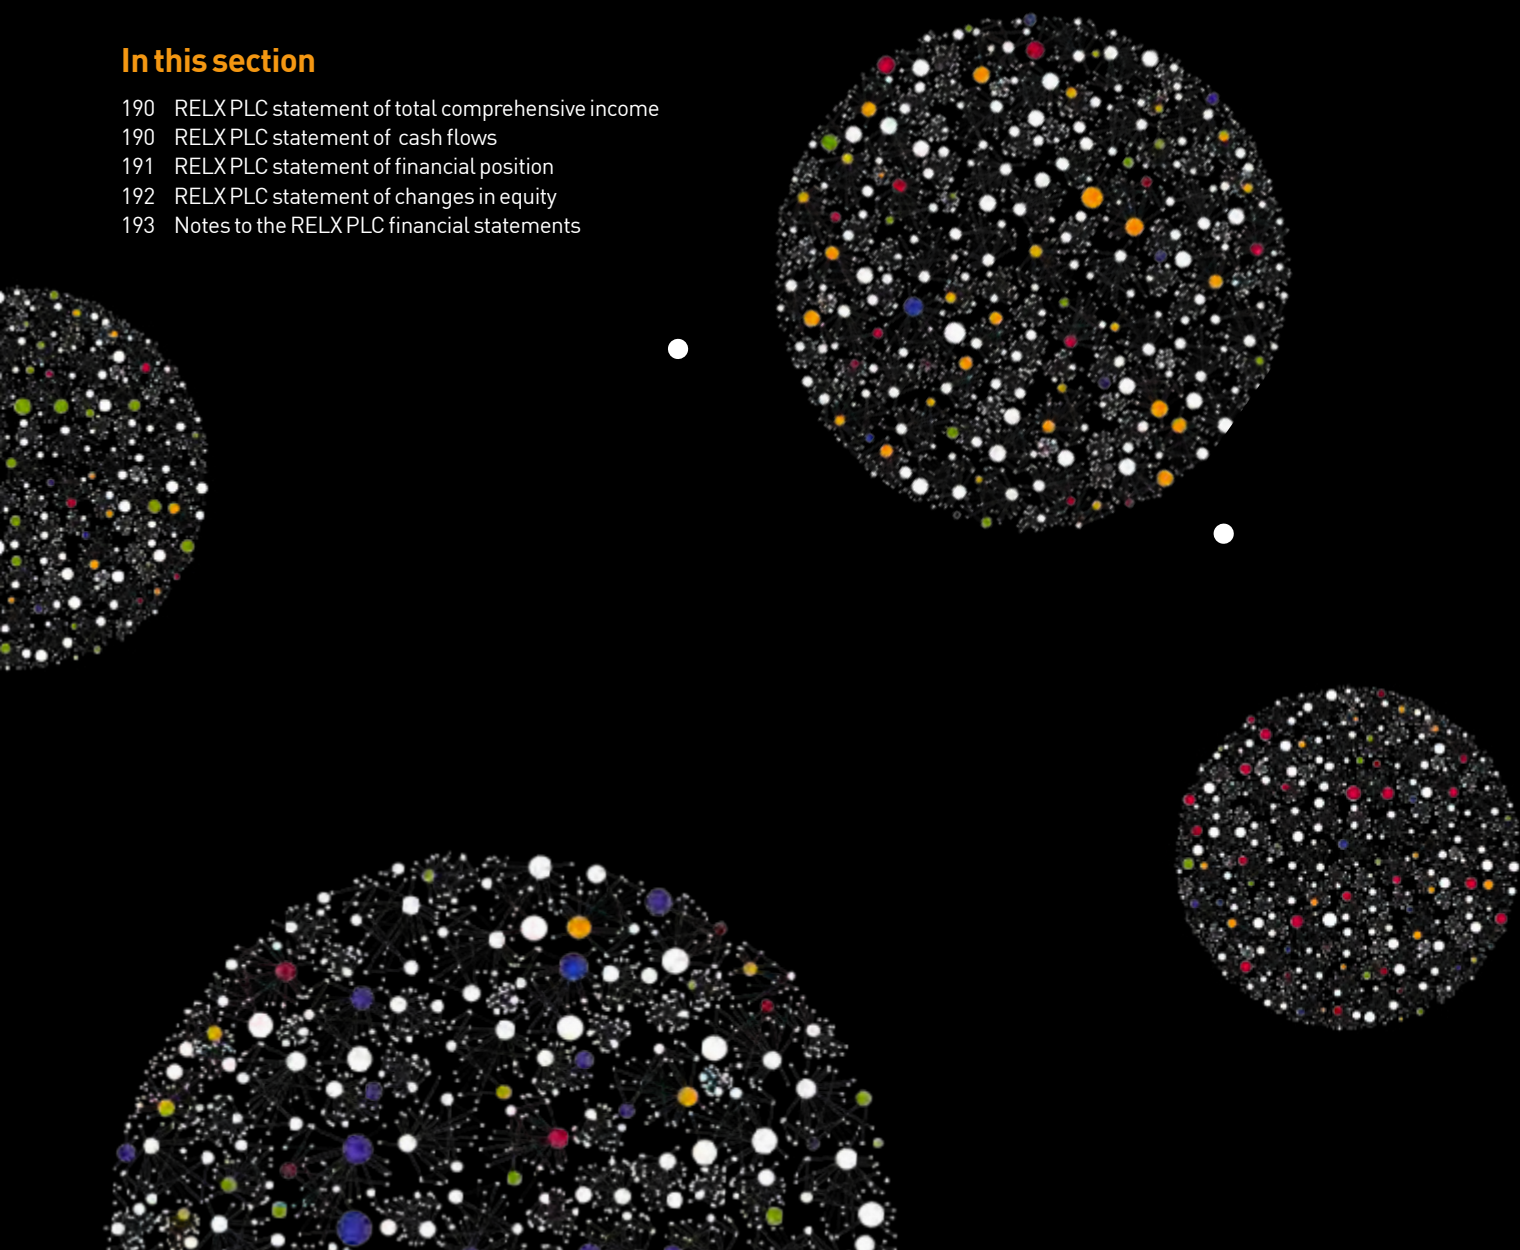 In this section
190 RELX PLC statement of total comprehensive income
190 RELX PLC statement of cash flows
191 RELX PLC statement of financial position
192 RELX PLC statement of changes in equity
193 Notes to the RELX PLC financial statements